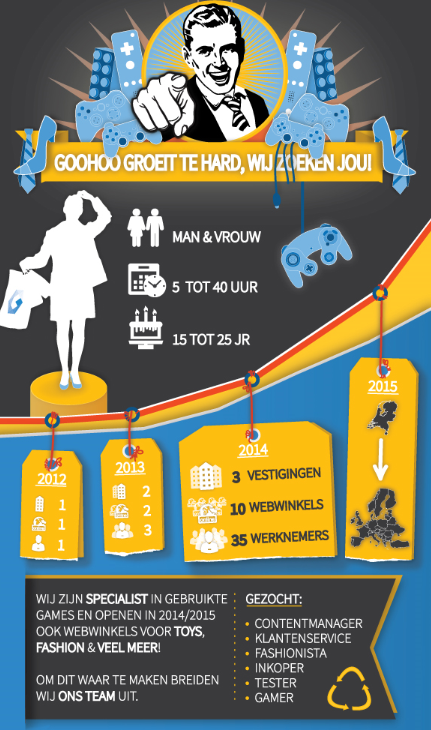 GOOHOO GROEIT TE HARD, WIJ ZOEKEN JOU!
MAN & VROUW
5 TOT 40 UUR
15 TOT 25 JR
2015
2014
3 VESTIGINGEN
10 WEBWINKELS
35 WERKNEMERS
2013
2
2
3
2012
1
1
1
WIJ ZIJN SPECIALIST IN GEBRUIKTE
GAMES EN OPENEN IN 2014/2015
OOK WEBWINKELS VOOR TOYS,
FASHION & VEEL MEER!
OM DIT WAAR TE MAKEN BREIDEN
WIJ ONS TEAM UIT.
GEZOCHT:
• CONTENTMANAGER
• KLANTENSERVICE
• FASHIONISTA
• INKOPER
• TESTER
• GAMER